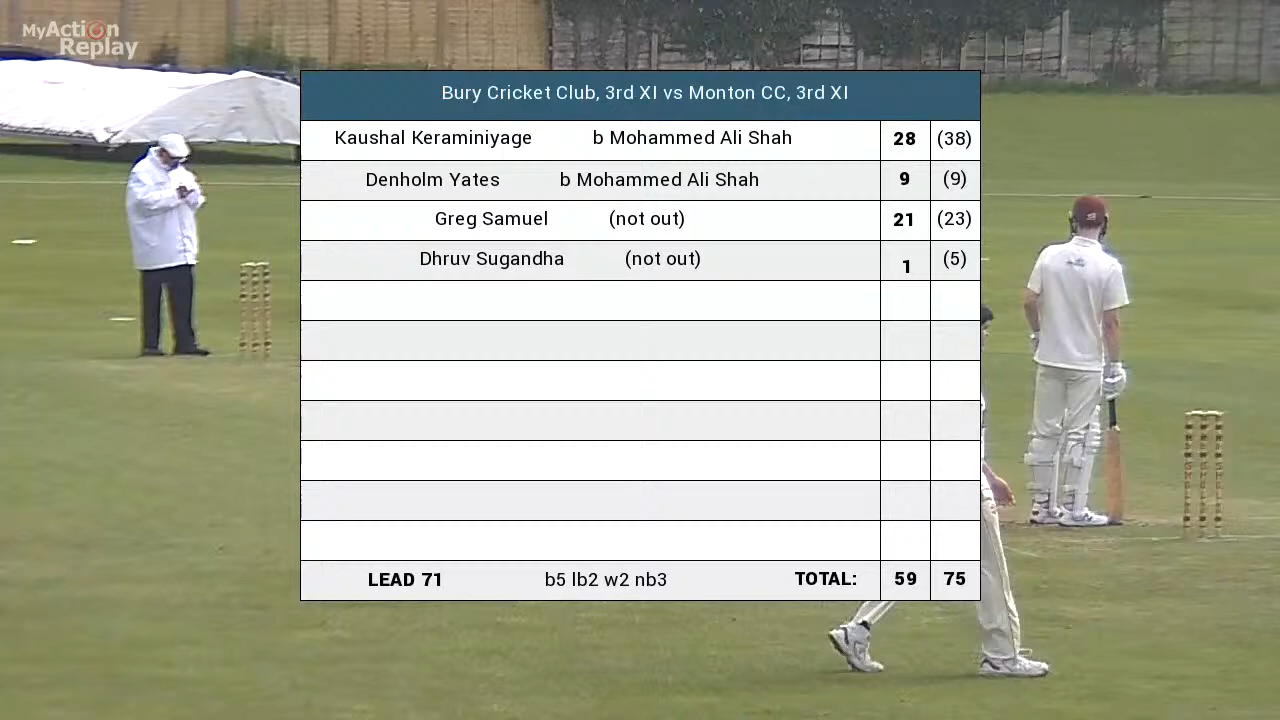 MyAction
Replay
Bury Cricket Club, 3rd XI vs Monton CC, 3rd XI
Kaushal Keraminiyage b Mohammed Ali Shah 28 (38)
Denholm Yates b Mohammed Ali Shah 9 (9)
Greg Samuel (not out) 21 (23)
Dhruv Sugandha (not out) 1 (5)
LEAD 71 b5 lb2 w2 nb3 TOTAL: 59 75